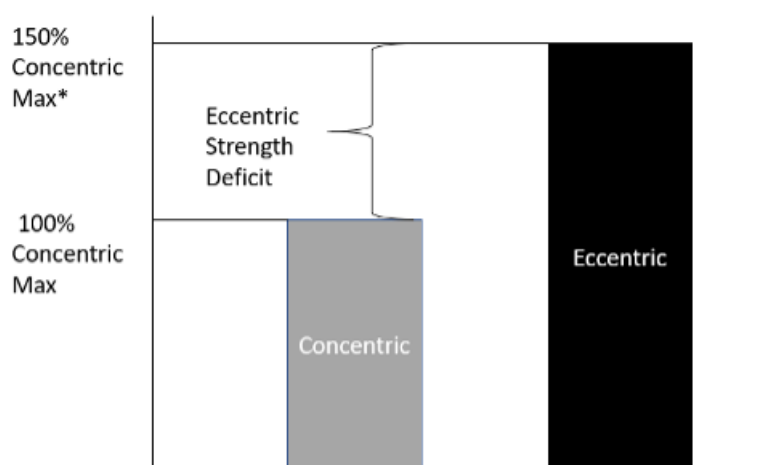 150%
Concentric
Max*
Eccentric
Strength
Deficit
100%
Concentric
Max
Eccentric
Concentric